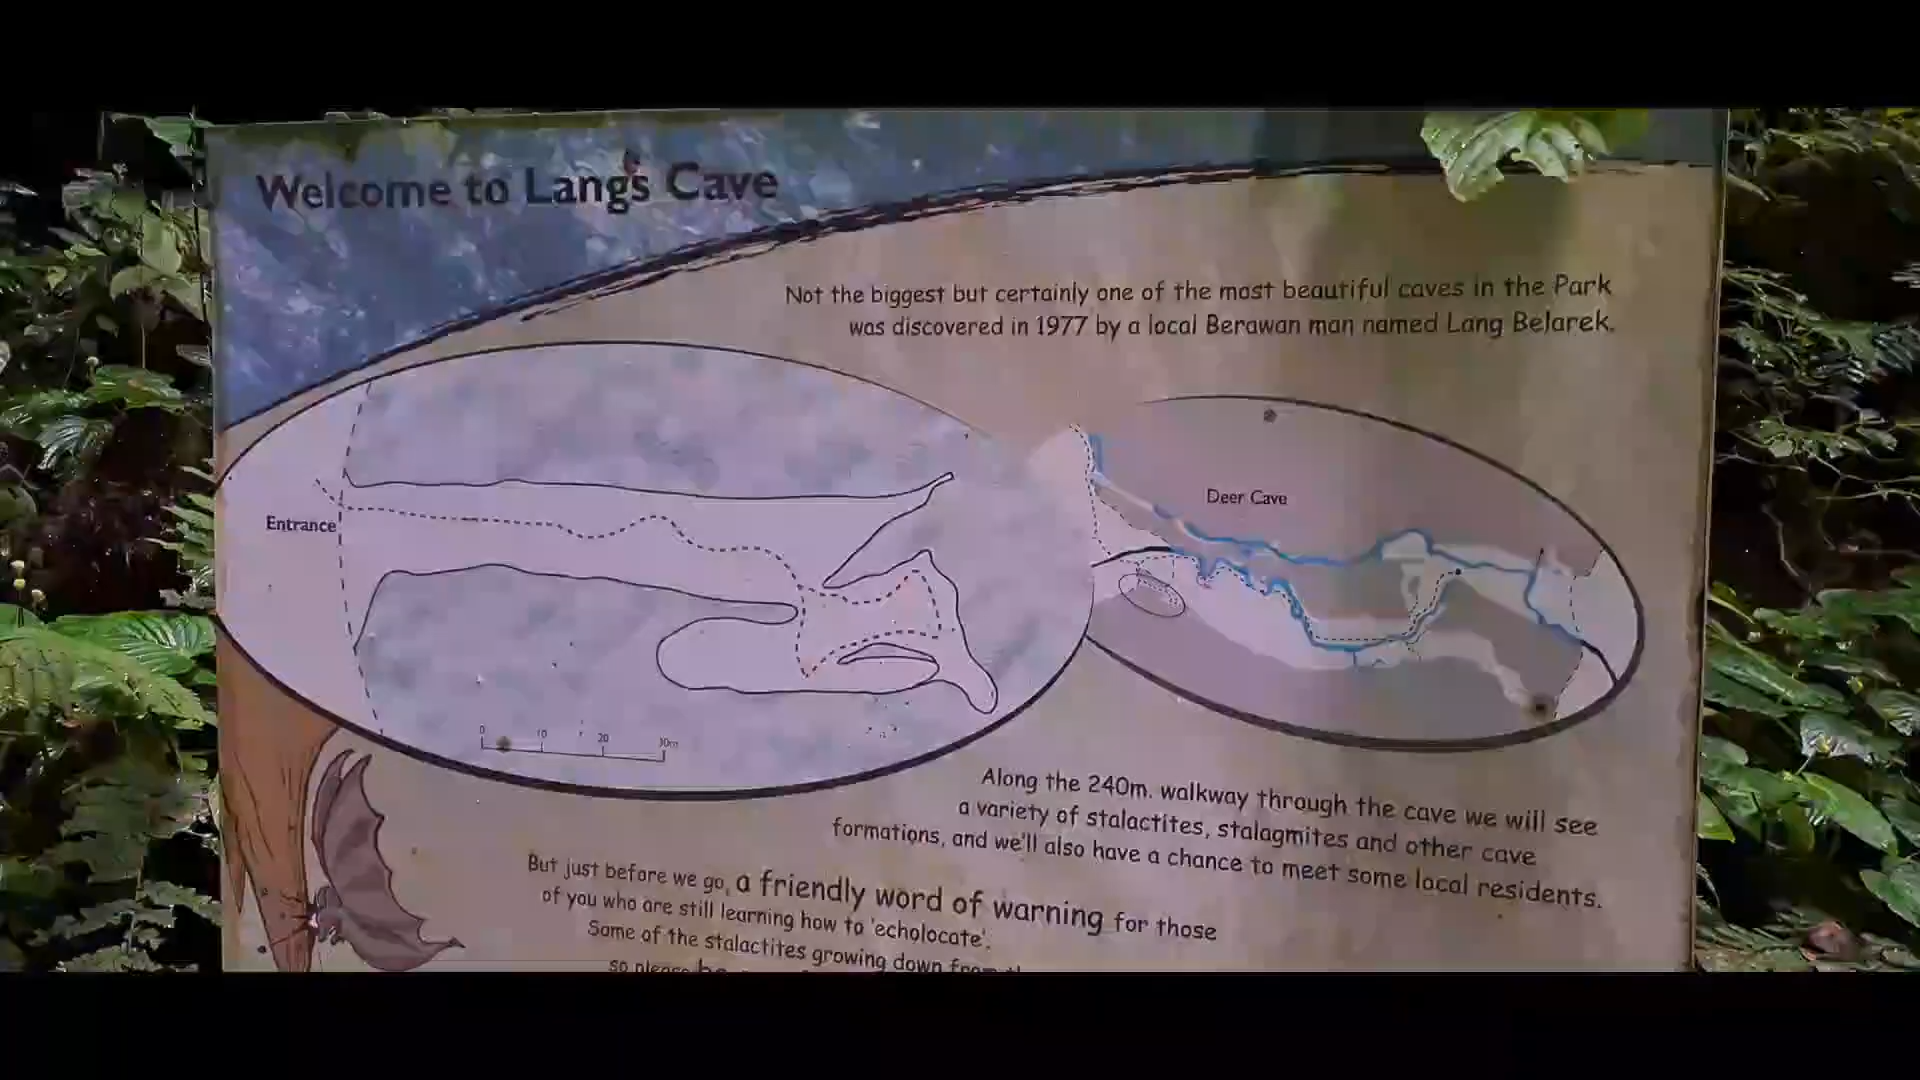 Welcome to Lang's Cave
Not the biggest but certainly one of the most beautiful caves in the Park
was discovered in 1977 by a local Berawan man named Lang Belarek.
Entrance
Deer Cave
0 10 20 30m
Along the 240m. walkway through the cave we will see
a variety of stalactites, stalagmites and other cave
formations, and we'll also have a chance to meet some local residents.
But just before we go, a friendly word of warning for those
of you who are still learning how to 'echolocate'.
Some of the stalactites growing down from
so please be